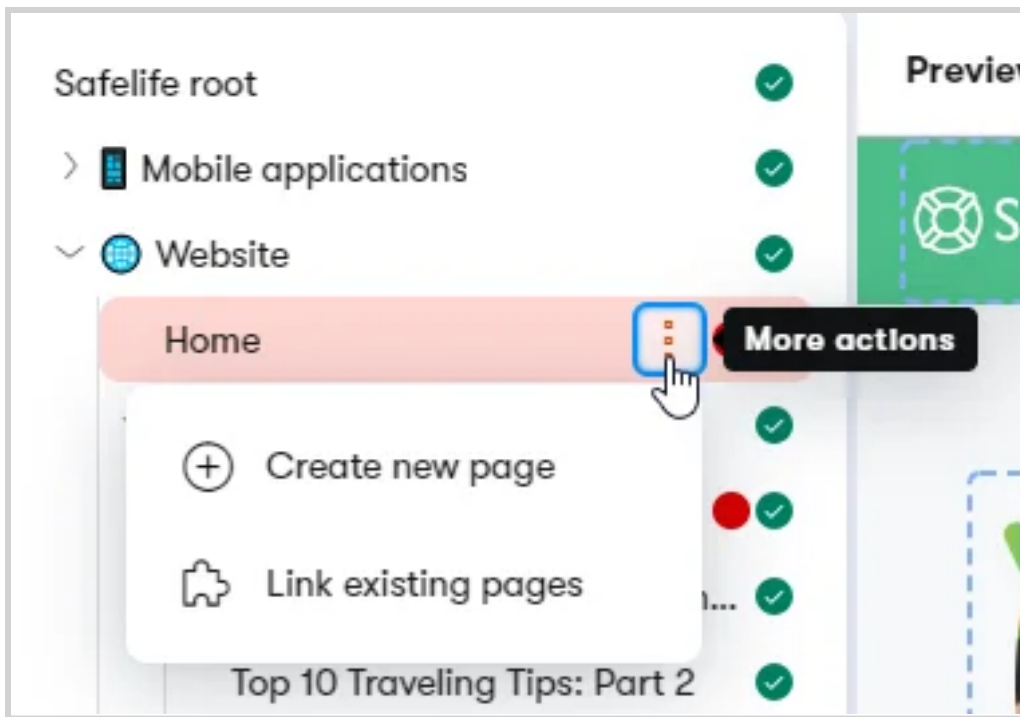 Safelife root
Preview
Mobile applications
S
Website
Home
More actions
Create new page
Link existing pages
...
Top 10 Traveling Tips: Part 2